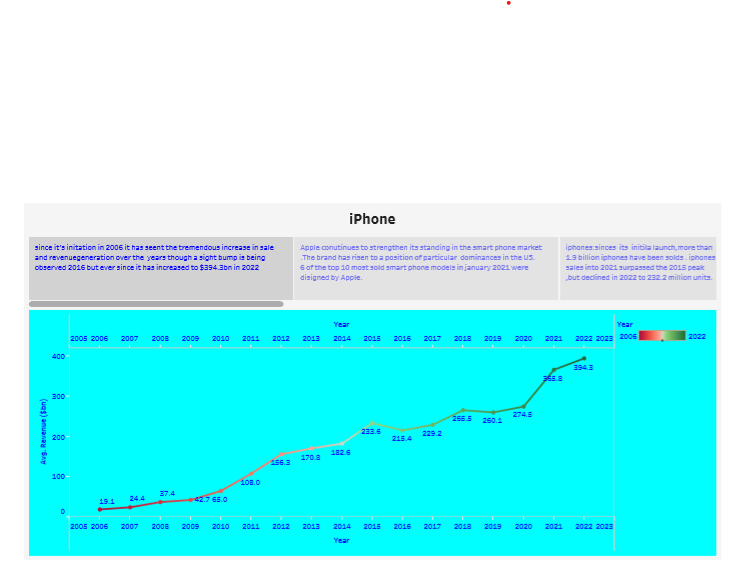 iPhone
since it's initation in 2006 it has seent the tremendous increase in sale
and revenuegeneration over the years though a sight bump is being
observed 2016 but ever since it has increased to $394.3bn in 2022
Apple conutinues to strengthen its standing in the smart phone market
.The brand has risen to a position of particular dominances in the US.
6 of the top 10 most sold smart phone models in january 2021 were
disigned by Apple.
iphones:sinces its initila launch,more than
1.9 billion iphones have been solds . iphones
sales into 2021 surpassed the 2015 peak
,but declined in 2022 to 232.2 million units.
Year
2005 2006 2007 2008 2009 2010 2011 2012 2013 2014 2015 2016 2017 2018 2019 2020 2021 2022 2023
Year
2006 2022
Avg. Revenue ($bn)
400
300
200
100
0
19.1 24.4 37.4 42.7 65.0 108.0 156.3 170.8 182.6 233.6 215.4 229.2 265.5 260.1 274.5 365.8 394.3
2005 2006 2007 2008 2009 2010 2011 2012 2013 2014 2015 2016 2017 2018 2019 2020 2021 2022 2023
Year